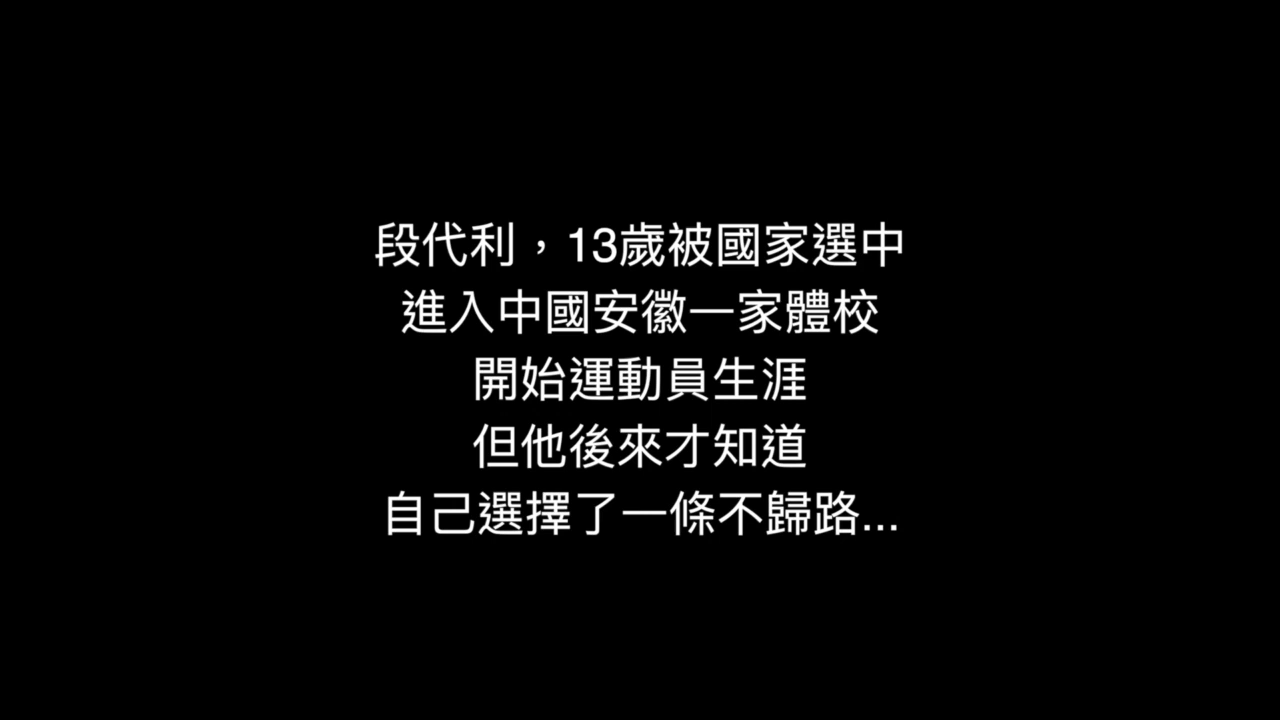 段代利，13歲被國家選中
進入中國安徽一家體校
開始運動員生涯
但他後來才知道
自己選擇了一條不歸路...